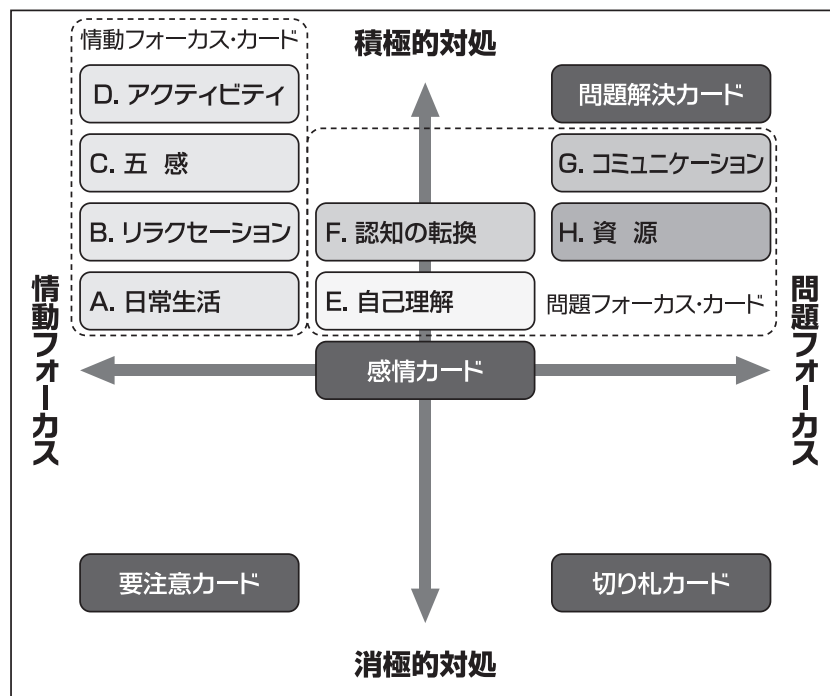 情動フォーカス・カード
積極的対処
D. アクティビティ
問題解決カード
C. 五 感
G. コミュニケーション
B. リラクセーション
F. 認知の転換
H. 資 源
A. 日常生活
E. 自己理解
問題フォーカス・カード
情動フォーカス
問題フォーカス
感情カード
要注意カード
切り札カード
消極的対処